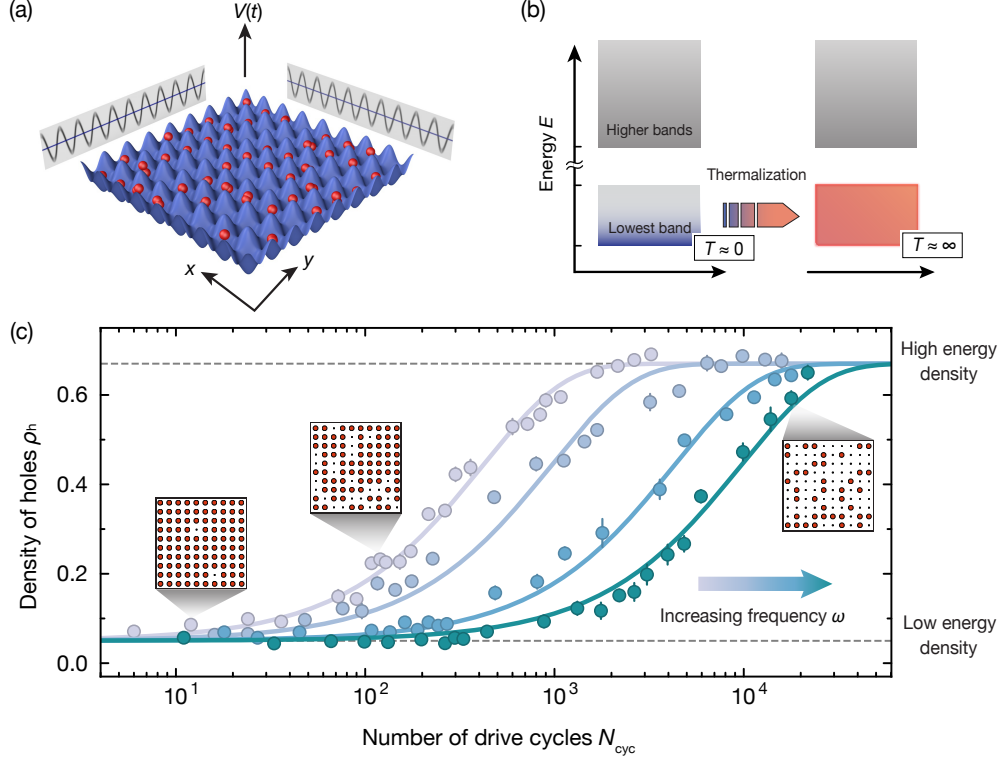 (a)
V(t)
x
y
(b)
Energy E
Higher bands
Lowest band
T ≈ 0
Thermalization
T ≈ ∞
(c)
Density of holes ρh
0.6
0.4
0.2
0.0
High energy
density
Increasing frequency ω
Low energy
density
10¹
10²
10³
10⁴
Number of drive cycles Ncyc